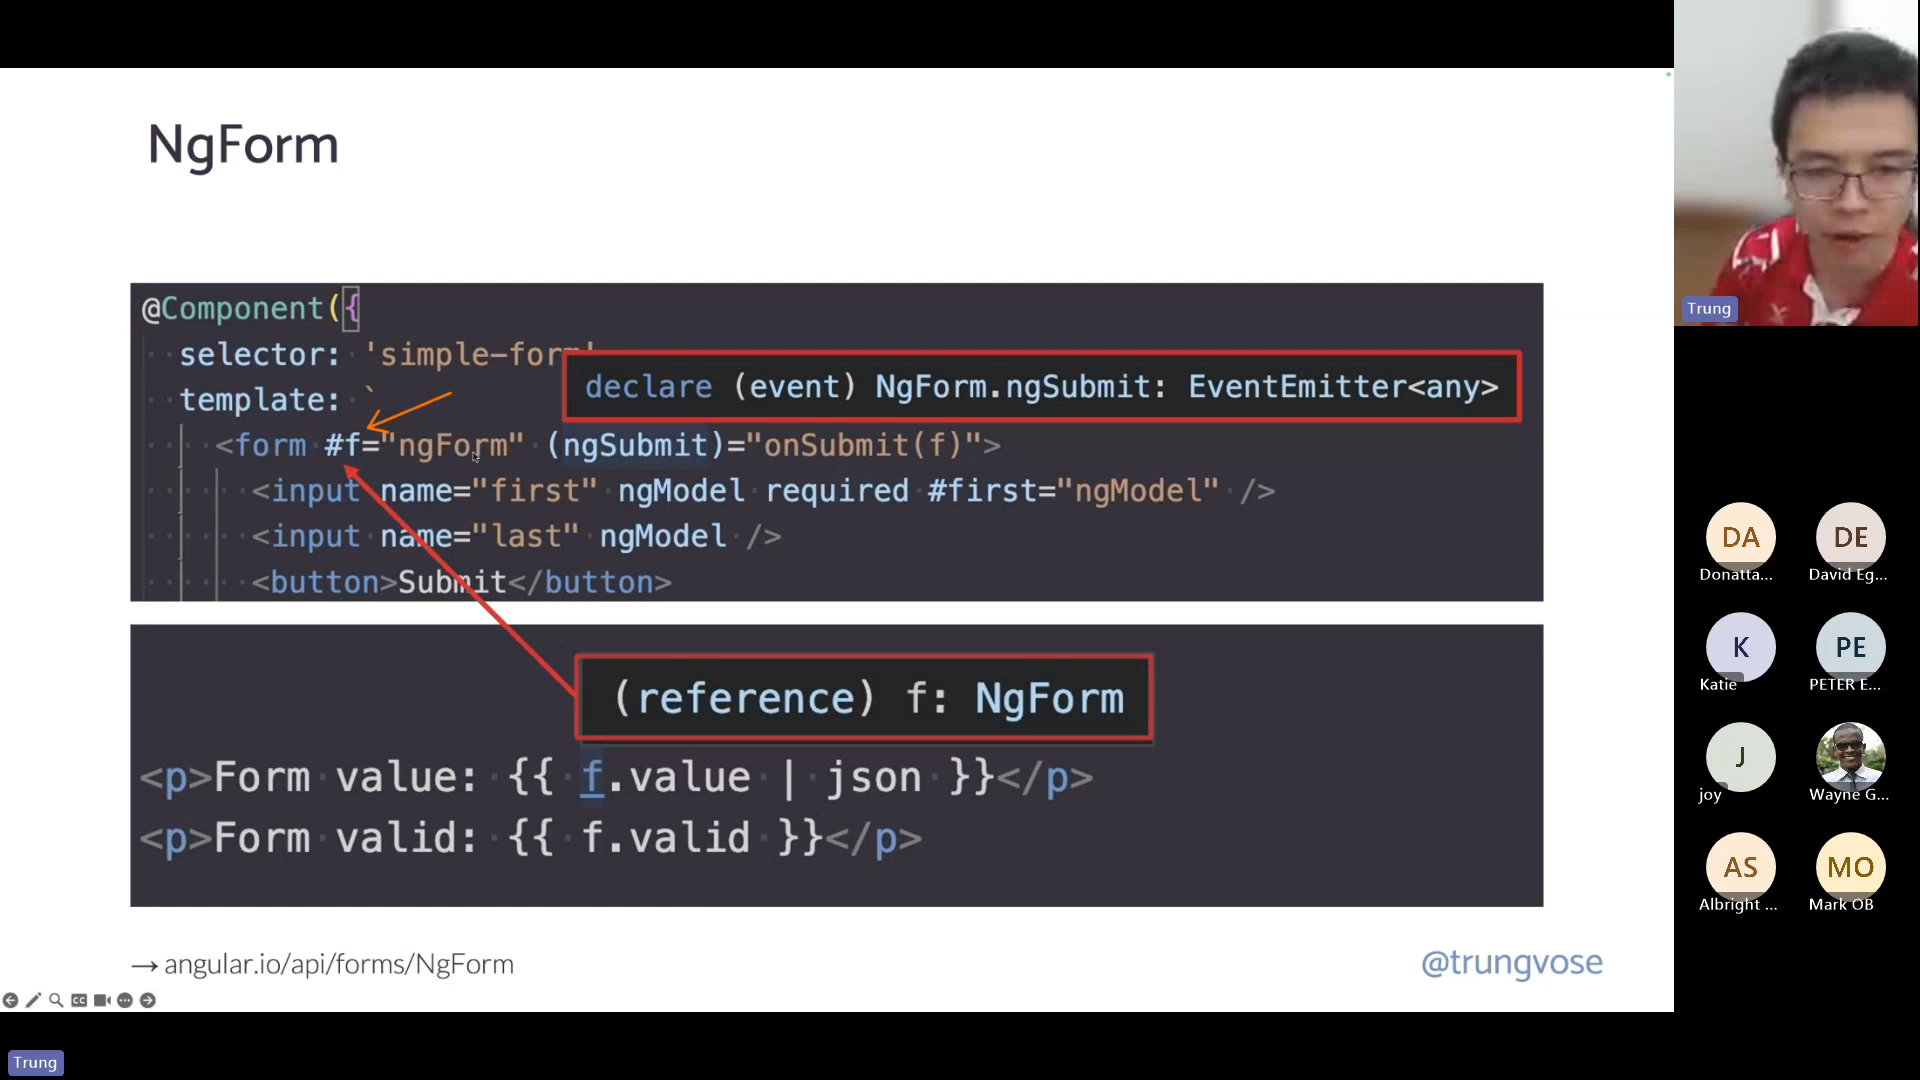 NgForm
@Component({
selector: 'simple-form'
declare (event) NgForm.ngSubmit: EventEmitter<any>
template: `
<form #f="ngForm" (ngSubmit)="onSubmit(f)">
<input name="first" ngModel required #first="ngModel" />
<input name="last" ngModel />
<button>Submit</button>
(reference) f: NgForm
<p>Form value: {{ f.value | json }}</p>
<p>Form valid: {{ f.valid }}</p>
→ angular.io/api/forms/NgForm
@trungvose
CC
Trung
Trung
DA
Donatta...
DE
David Eg...
K
Katie
PE
PETER E...
J
joy
Wayne G...
AS
Albright ...
MO
Mark OB